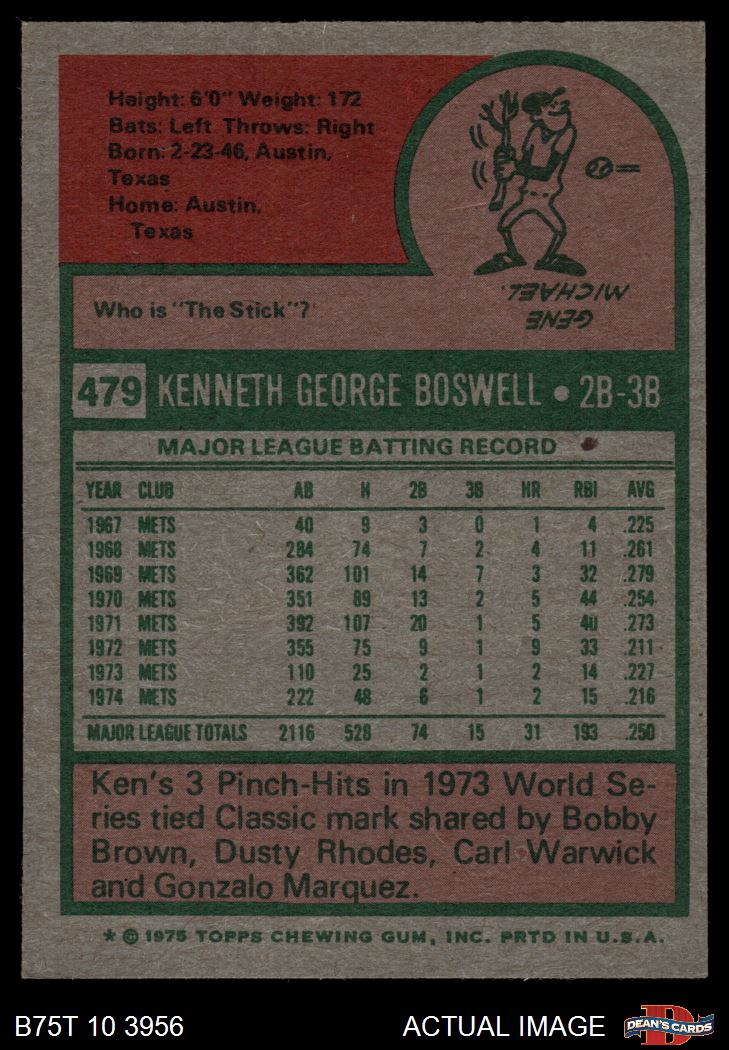 Height: 6'0" Weight: 172
Bats: Left Throws: Right
Born: 2-23-46, Austin,
Texas
Home: Austin,
Texas
Who is "The Stick"?
GENE
MICHAEL.
479 KENNETH GEORGE BOSWELL • 2B-3B
MAJOR LEAGUE BATTING RECORD
YEAR CLUB AB H 2B 3B HR RBI AVG
1967 METS 40 9 3 0 1 4 .225
1968 METS 284 74 7 2 4 11 .261
1969 METS 362 101 14 7 3 32 .279
1970 METS 351 89 13 2 5 44 .254
1971 METS 392 107 20 1 5 40 .273
1972 METS 355 75 9 1 9 33 .211
1973 METS 110 25 2 1 2 14 .227
1974 METS 222 48 6 1 2 15 .216
MAJOR LEAGUE TOTALS 2116 528 74 15 31 193 .250
Ken's 3 Pinch-Hits in 1973 World Se-
ries tied Classic mark shared by Bobby
Brown, Dusty Rhodes, Carl Warwick
and Gonzalo Marquez.
* © 1975 TOPPS CHEWING GUM, INC. PRTD IN U.S.A.
B75T 10 3956 ACTUAL IMAGE
D
DEAN'S CARDS